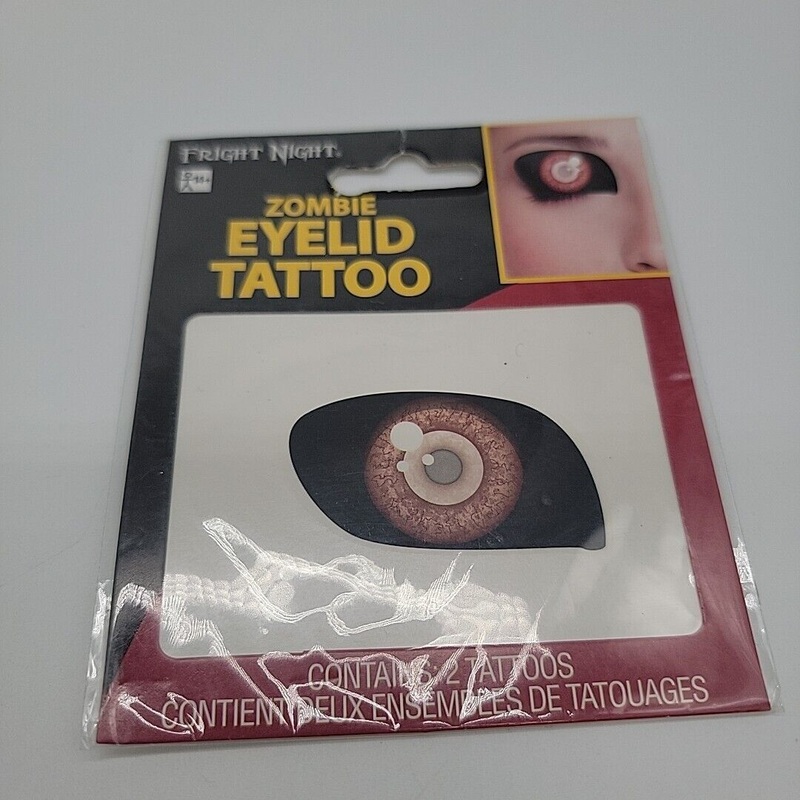 FRIGHT NIGHT®
15+
ZOMBIE
EYELID
TATTOO
CONTAINS: 2 TATTOOS
CONTIENT DEUX ENSEMBLES DE TATOUAGES